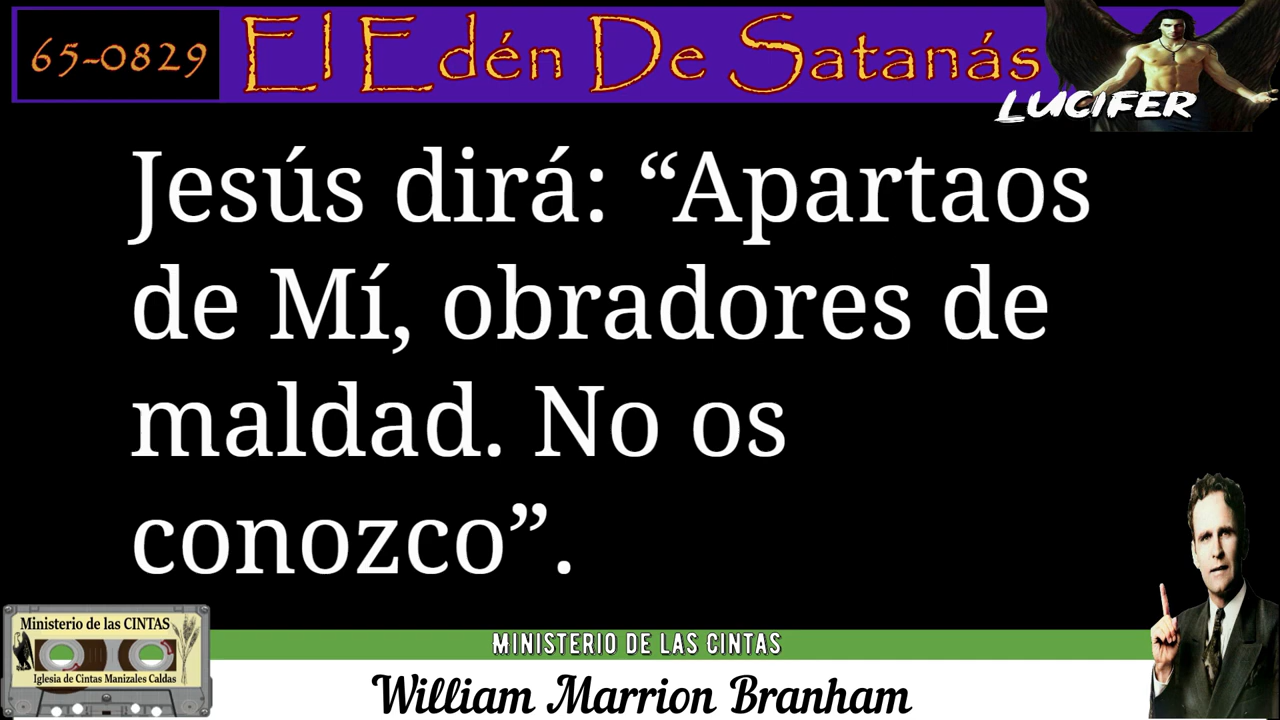 65-0829
El Edén De Satanás
LUCIFER
Jesús dirá: “Apartaos
de Mí, obradores de
maldad. No os
conozco”.
Ministerio de las CINTAS
Iglesia de Cintas Manizales Caldas
MINISTERIO DE LAS CINTAS
William Marrion Branham